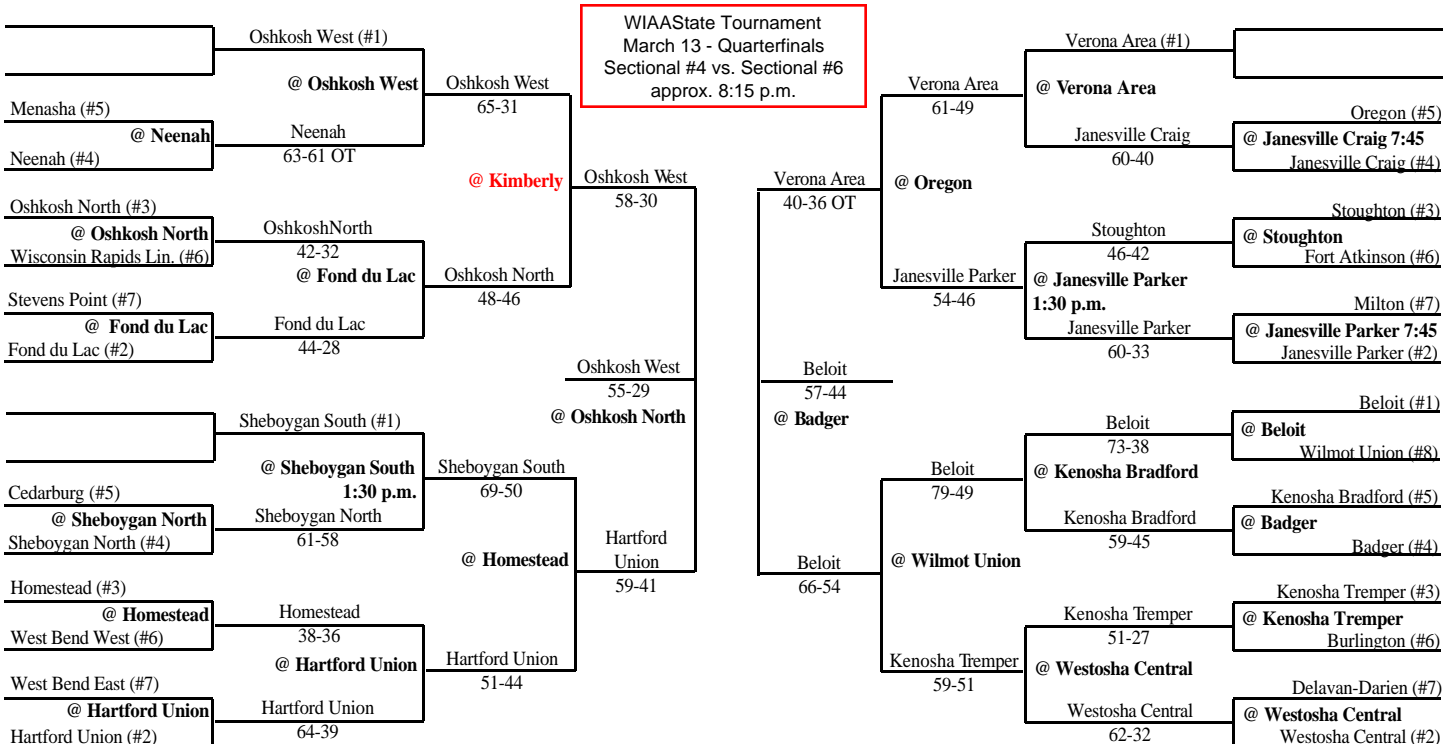 WIAAState Tournament
March 13 - Quarterfinals
Sectional #4 vs. Sectional #6
approx. 8:15 p.m.
Menasha (#5)
@ Neenah
Neenah (#4)
Oshkosh North (#3)
@ Oshkosh North
Wisconsin Rapids Lin. (#6)
Stevens Point (#7)
@ Fond du Lac
Fond du Lac (#2)
Cedarburg (#5)
@ Sheboygan North
Sheboygan North (#4)
Homestead (#3)
@ Homestead
West Bend West (#6)
West Bend East (#7)
@ Hartford Union
Hartford Union (#2)
Oshkosh West (#1)
@ Oshkosh West
Neenah
63-61 OT
OshkoshNorth
42-32
@ Fond du Lac
Fond du Lac
44-28
Sheboygan South (#1)
@ Sheboygan South
1:30 p.m.
Sheboygan North
61-58
Homestead
38-36
@ Hartford Union
Hartford Union
64-39
Oshkosh West
65-31
@ Kimberly
Oshkosh North
48-46
Sheboygan South
69-50
@ Homestead
Hartford Union
51-44
Oshkosh West
58-30
Oshkosh West
55-29
@ Oshkosh North
Hartford
Union
59-41
Verona Area
40-36 OT
Beloit
57-44
@ Badger
Beloit
66-54
Verona Area
61-49
@ Oregon
Janesville Parker
54-46
Beloit
79-49
@ Wilmot Union
Kenosha Tremper
59-51
Verona Area (#1)
@ Verona Area
Janesville Craig
60-40
Stoughton
46-42
@ Janesville Parker
1:30 p.m.
Janesville Parker
60-33
Beloit
73-38
@ Kenosha Bradford
Kenosha Bradford
59-45
Kenosha Tremper
51-27
@ Westosha Central
Westosha Central
62-32
Oregon (#5)
@ Janesville Craig 7:45
Janesville Craig (#4)
Stoughton (#3)
@ Stoughton
Fort Atkinson (#6)
Milton (#7)
@ Janesville Parker 7:45
Janesville Parker (#2)
Beloit (#1)
@ Beloit
Wilmot Union (#8)
Kenosha Bradford (#5)
@ Badger
Badger (#4)
Kenosha Tremper (#3)
@ Kenosha Tremper
Burlington (#6)
Delavan-Darien (#7)
@ Westosha Central
Westosha Central (#2)